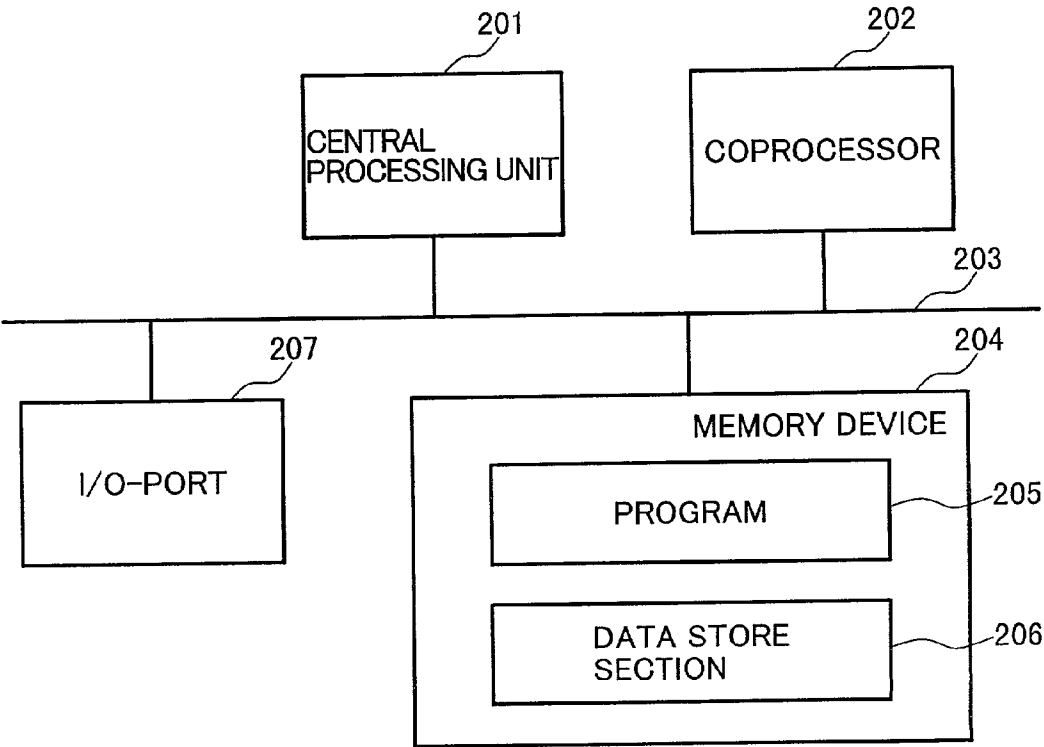 201
202
CENTRAL
PROCESSING UNIT
COPROCESSOR
203
207
204
I/O-PORT
MEMORY DEVICE
PROGRAM
205
DATA STORE
SECTION
206